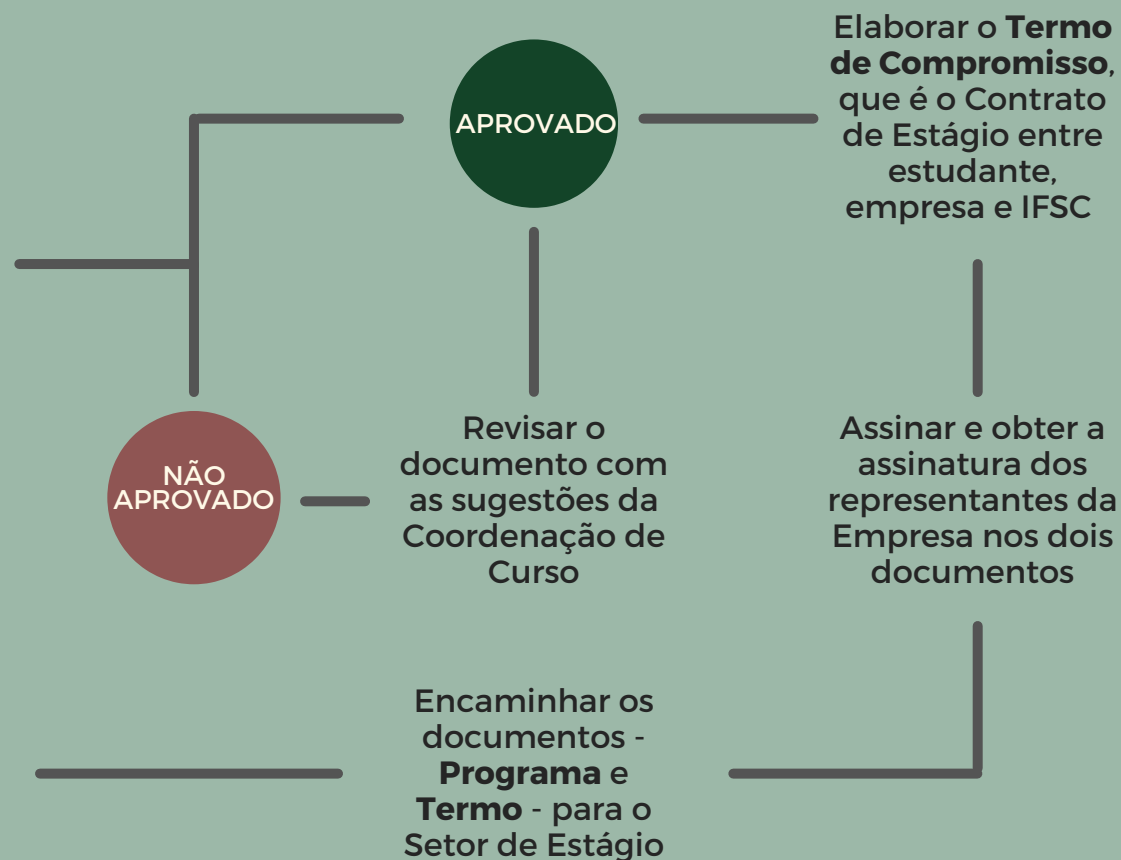 APROVADO
Elaborar o Termo
de Compromisso,
que é o Contrato
de Estágio entre
estudante,
empresa e IFSC
NÃO
APROVADO
Revisar o
documento com
as sugestões da
Coordenação de
Curso
Assinar e obter a
assinatura dos
representantes da
Empresa nos dois
documentos
Encaminhar os
documentos -
Programa e
Termo - para o
Setor de Estágio